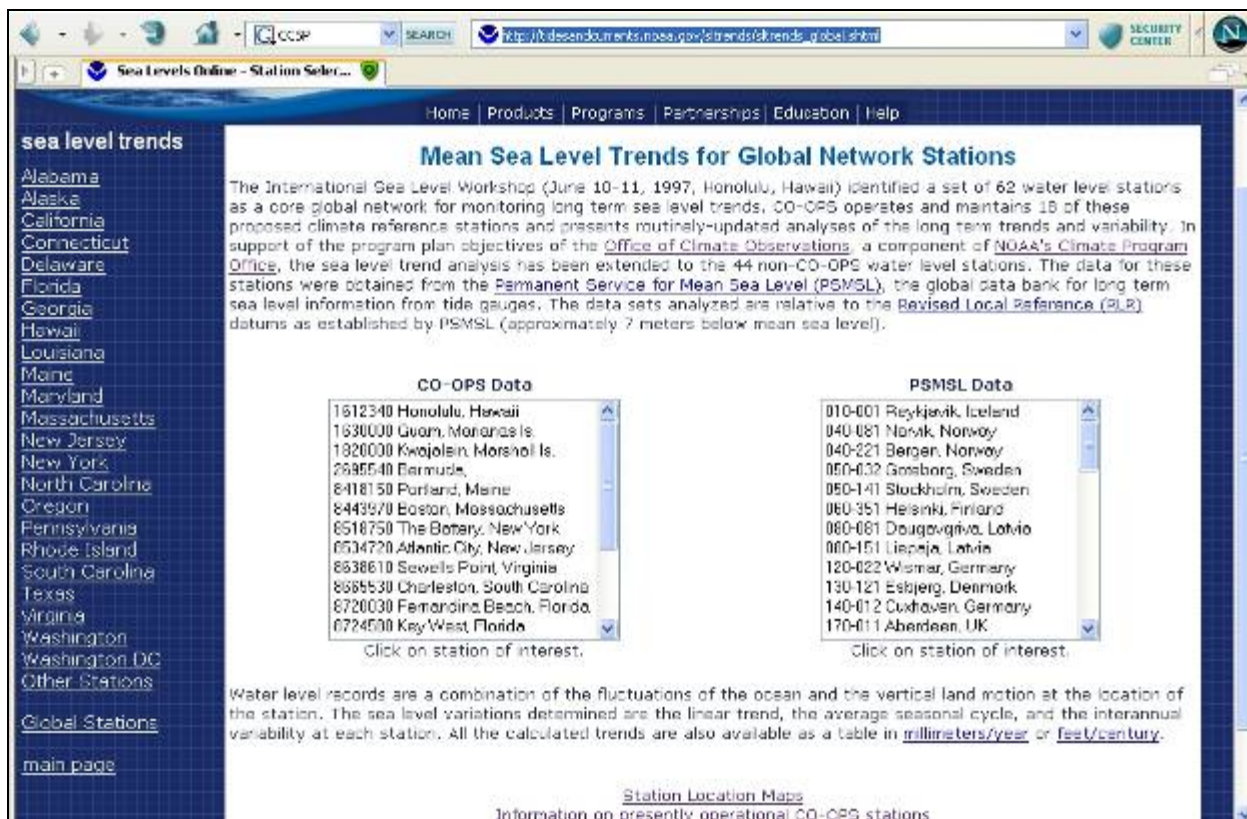 CCSP
SEARCH
http://tidesandcurrents.noaa.gov/sltrends/sltrends_global.shtml
SECURITY
CENTER
N
Sea Levels Online - Station Selec...
Home | Products | Programs | Partnerships | Education | Help
sea level trends
Alabama
Alaska
California
Connecticut
Delaware
Florida
Georgia
Hawaii
Louisiana
Maine
Maryland
Massachusetts
New Jersey
New York
North Carolina
Oregon
Pennsylvania
Rhode Island
South Carolina
Texas
Virginia
Washington
Washington DC
Other Stations
Global Stations
main page
Mean Sea Level Trends for Global Network Stations
The International Sea Level Workshop (June 10-11, 1997, Honolulu, Hawaii) identified a set of 62 water level stations
as a core global network for monitoring long term sea level trends. CO-OPS operates and maintains 18 of these
proposed climate reference stations and presents routinely-updated analyses of the long term trends and variability. In
support of the program plan objectives of the Office of Climate Observations, a component of NOAA's Climate Program
Office, the sea level trend analysis has been extended to the 44 non-CO-OPS water level stations. The data for these
stations were obtained from the Permanent Service for Mean Sea Level (PSMSL), the global data bank for long term
sea level information from tide gauges. The data sets analyzed are relative to the Revised Local Reference (RLR)
datums as established by PSMSL (approximately 7 meters below mean sea level).
CO-OPS Data
1612340 Honolulu, Hawaii
1630000 Guam, Marianas Is.
1820000 Kwajalein, Marshall Is.
2695540 Bermuda,
8418150 Portland, Maine
8443970 Boston, Massachusetts
8518750 The Battery, New York
8534720 Atlantic City, New Jersey
8638610 Sewells Point, Virginia
8665530 Charleston, South Carolina
8720030 Fernandina Beach, Florida
8724580 Key West, Florida
Click on station of interest.
PSMSL Data
010-001 Reykjavik, Iceland
040-081 Narvik, Norway
040-221 Bergen, Norway
050-032 Goteborg, Sweden
050-141 Stockholm, Sweden
060-351 Helsinki, Finland
080-081 Daugavgriva, Latvia
080-151 Liepaja, Latvia
120-022 Wismar, Germany
130-121 Esbjerg, Denmark
140-012 Cuxhaven, Germany
170-011 Aberdeen, UK
Click on station of interest.
Water level records are a combination of the fluctuations of the ocean and the vertical land motion at the location of
the station. The sea level variations determined are the linear trend, the average seasonal cycle, and the interannual
variability at each station. All the calculated trends are also available as a table in millimeters/year or feet/century.
Station Location Maps
Information on presently operational CO-OPS stations